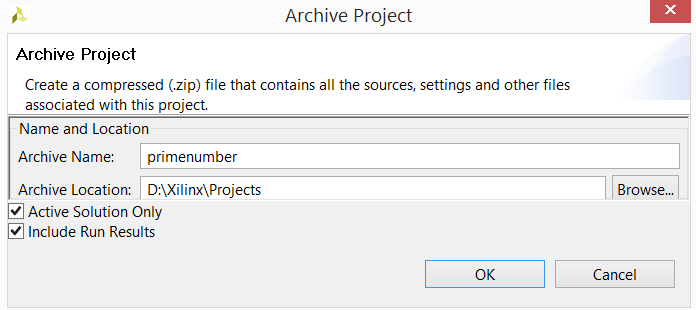 Archive Project
Archive Project
Create a compressed (.zip) file that contains all the sources, settings and other files
associated with this project.
Name and Location
Archive Name: primenumber
Archive Location: D:\Xilinx\Projects Browse...
Active Solution Only
Include Run Results
OK Cancel